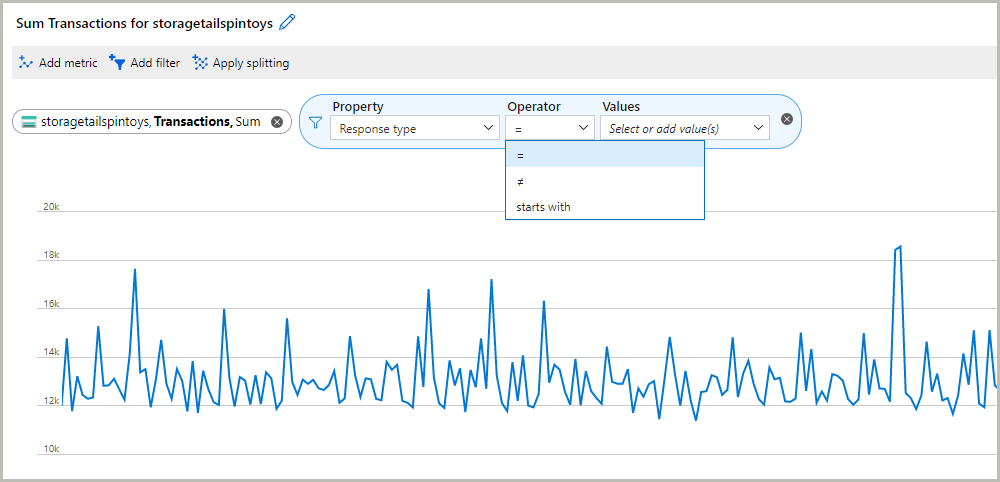 Sum Transactions for storagetailspintoys
Add metric Add filter Apply splitting
Property Operator Values
storagetailspintoys, Transactions, Sum Response type = Select or add value(s)
=
≠
starts with
20k
18k
16k
14k
13k
12k
10k